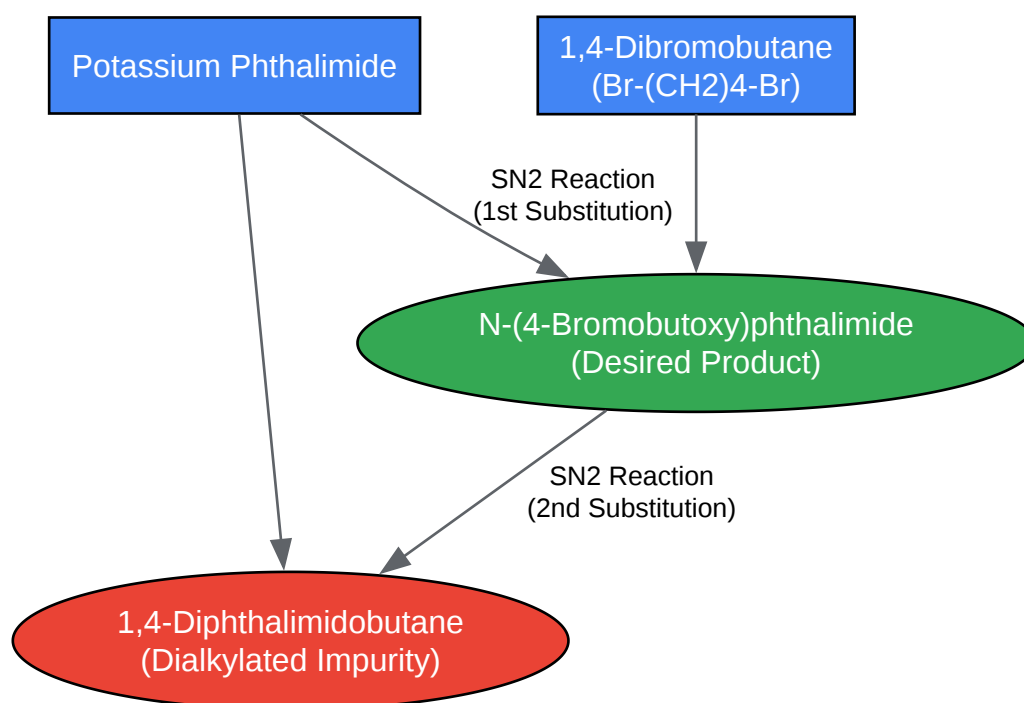 Potassium Phthalimide
1,4-Dibromobutane
(Br-(CH2)4-Br)
SN2 Reaction
(1st Substitution)
N-(4-Bromobutoxy)phthalimide
(Desired Product)
SN2 Reaction
(2nd Substitution)
1,4-Diphthalimidobutane
(Dialkylated Impurity)